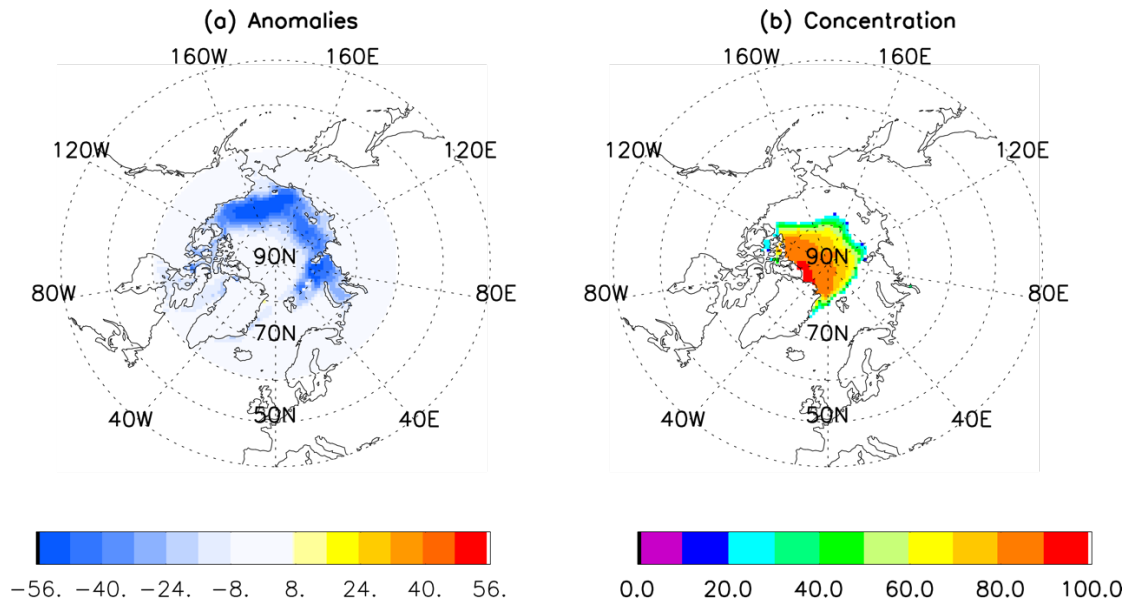 (a) Anomalies
160W 160E
120W 120E
90N
80W 80E
70N
40W 50N 40E
−56. −40. −24. −8. 8. 24. 40. 56.
(b) Concentration
160W 160E
120W 120E
90N
80W 80E
70N
40W 50N 40E
0.0 20.0 40.0 60.0 80.0 100.0